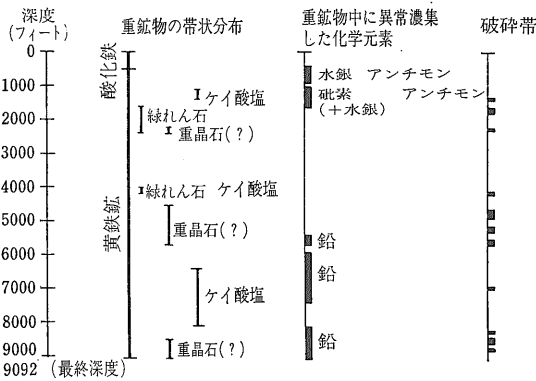 深度
(フィート)
重鉱物の帯状分布
重鉱物中に異常濃集
した化学元素
破砕帯
0
1000
2000
3000
4000
5000
6000
7000
8000
9000
9092 (最終深度)
酸化鉄
黄鉄鉱
ケイ酸塩
緑れん石
重晶石(?)
緑れん石 ケイ酸塩
重晶石(?)
ケイ酸塩
重晶石(?)
水銀 アンチモン
砒素 アンチモン
(+水銀)
鉛
鉛
鉛